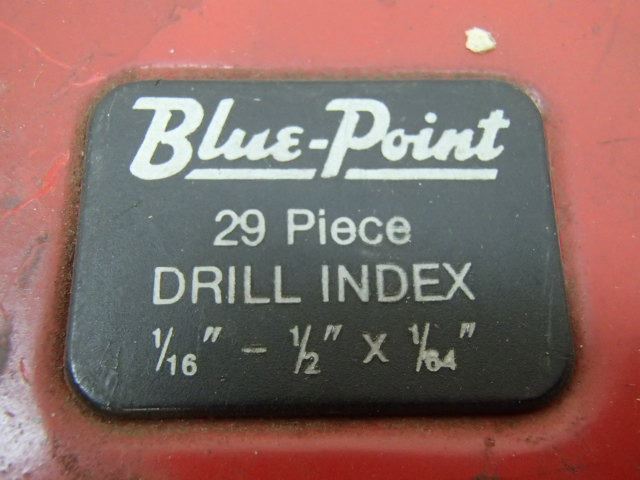 Blue-Point
29 Piece
DRILL INDEX
1/16" - 1/2" x 1/64"